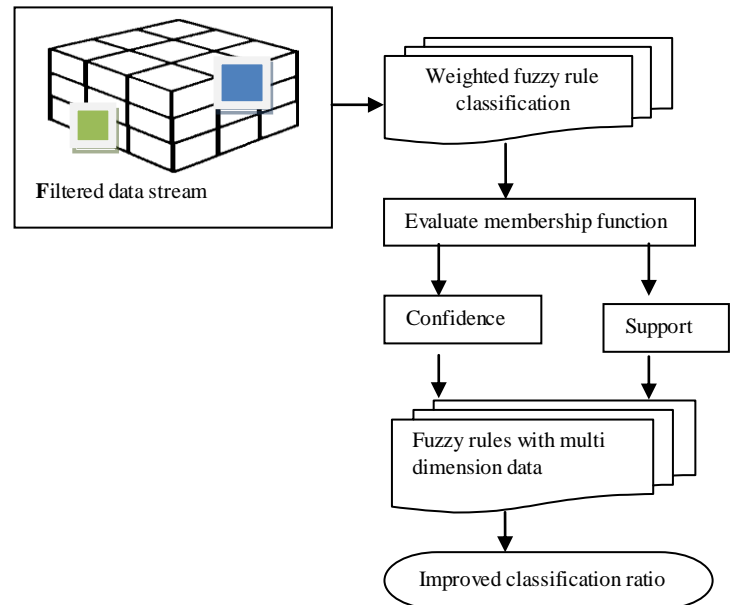 Filtered data stream
Weighted fuzzy rule
classification
Evaluate membership function
Confidence
Support
Fuzzy rules with multi
dimension data
Improved classification ratio